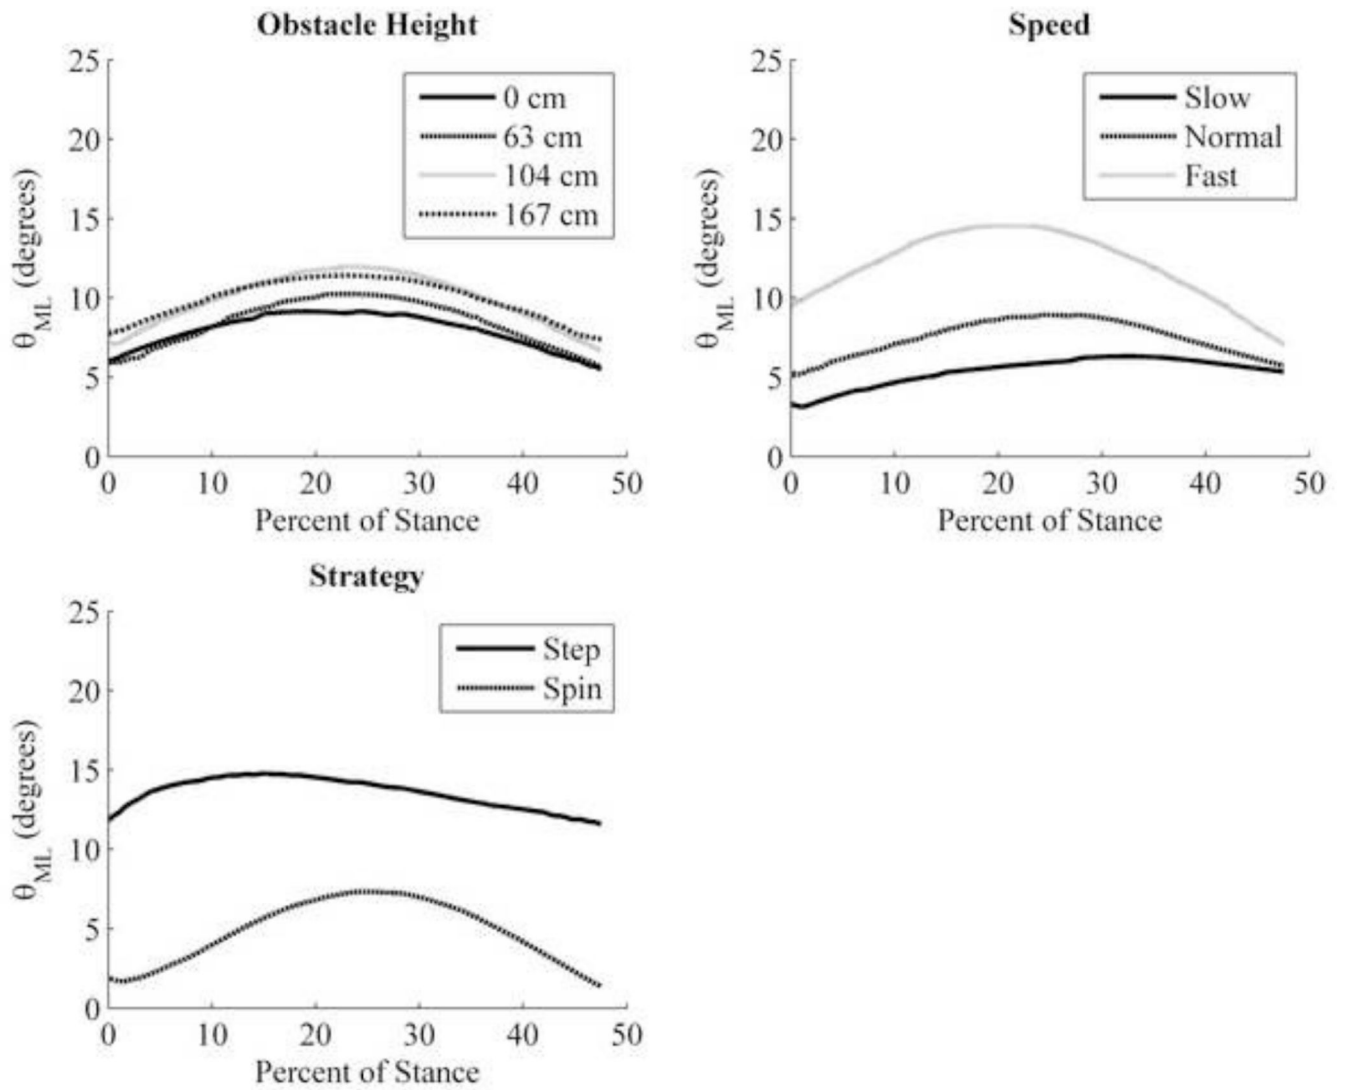 Obstacle Height
25
20
15
10
5
0
θML (degrees)
0 cm
63 cm
104 cm
167 cm
0 10 20 30 40 50
Percent of Stance
Speed
25
20
15
10
5
0
θML (degrees)
Slow
Normal
Fast
0 10 20 30 40 50
Percent of Stance
Strategy
25
20
15
10
5
0
θML (degrees)
Step
Spin
0 10 20 30 40 50
Percent of Stance